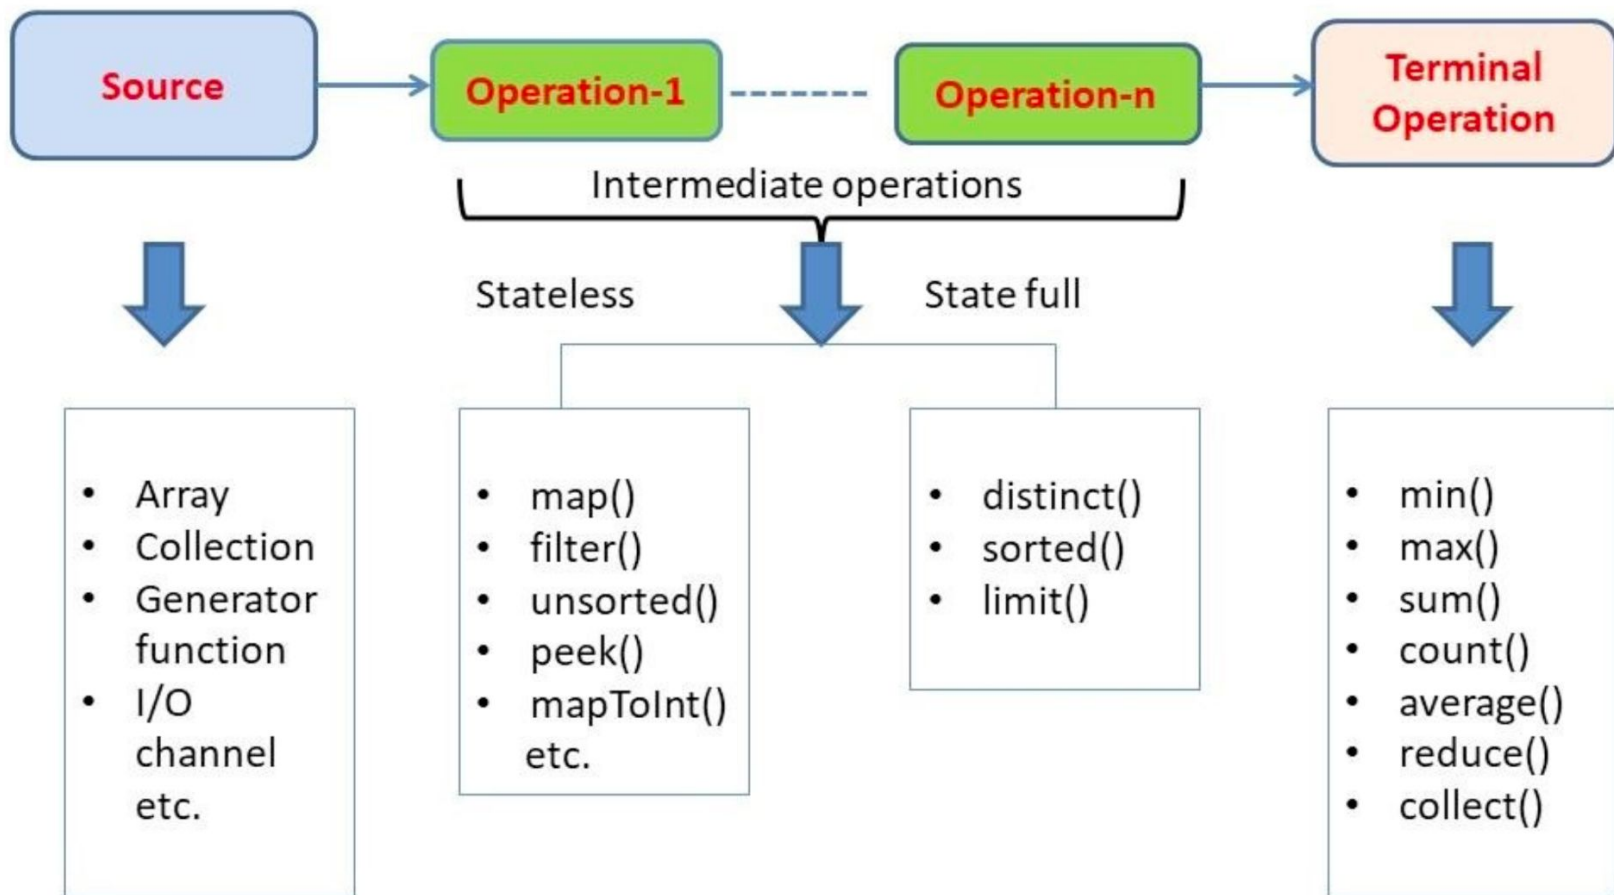 Source
Operation-1
Operation-n
Terminal
Operation
Intermediate operations
Stateless
State full
• Array
• Collection
• Generator
function
• I/O
channel
etc.
• map()
• filter()
• unsorted()
• peek()
• mapToInt()
etc.
• distinct()
• sorted()
• limit()
• min()
• max()
• sum()
• count()
• average()
• reduce()
• collect()